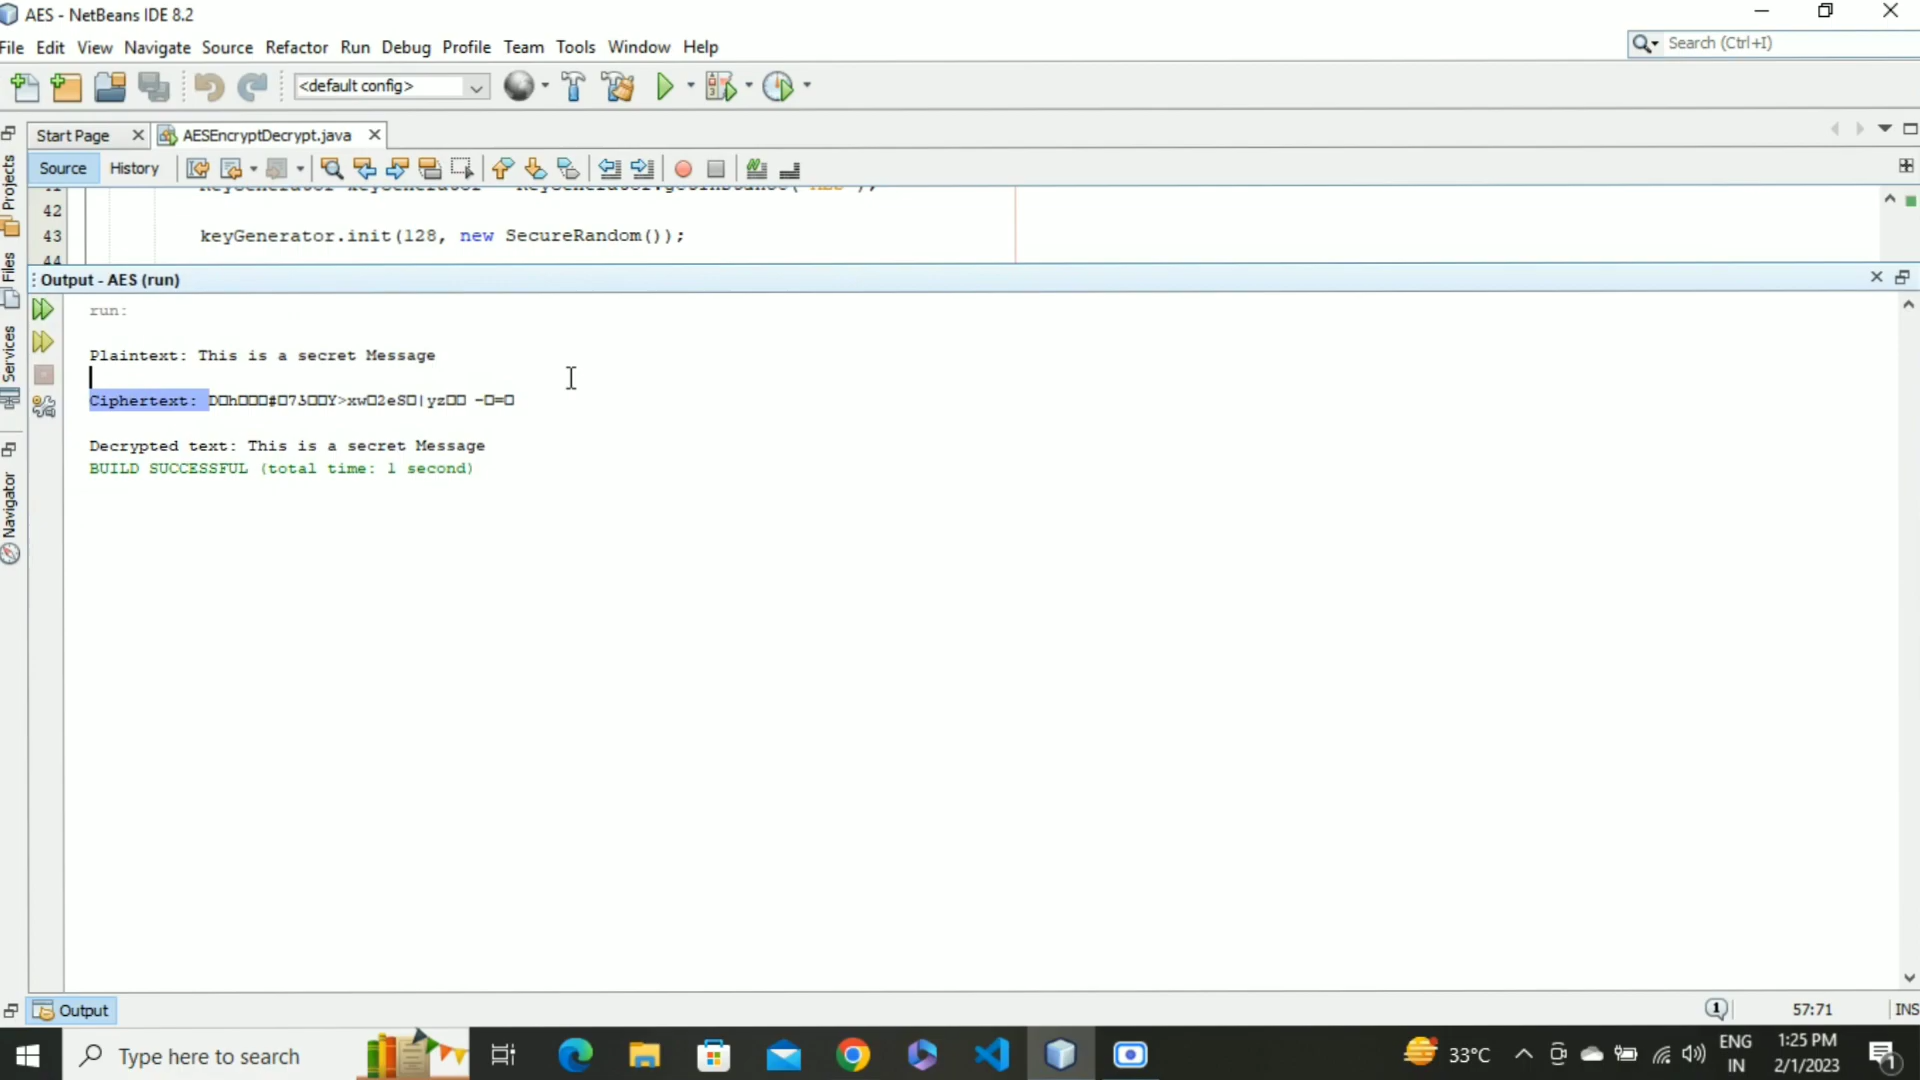 AES - NetBeans IDE 8.2
File Edit View Navigate Source Refactor Run Debug Profile Team Tools Window Help
Search (Ctrl+I)
<default config>
Start Page
AESEncryptDecrypt.java
Source History
42
43 keyGenerator.init(128, new SecureRandom());
44
Output - AES (run)
run:
Plaintext: This is a secret Message
Ciphertext:
Decrypted text: This is a secret Message
BUILD SUCCESSFUL (total time: 1 second)
Projects
Files
Services
Navigator
Output
1
57:71
INS
Type here to search
33°C
ENG
IN
1:25 PM
2/1/2023
1